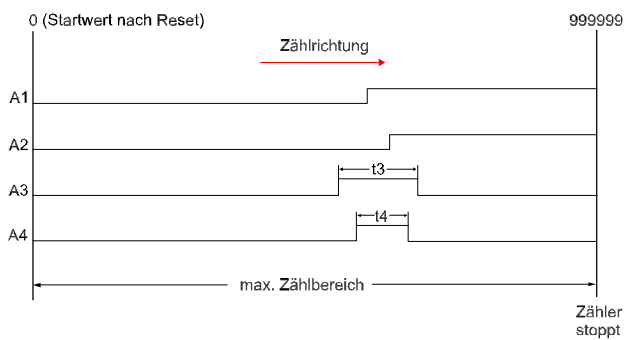 0 (Startwert nach Reset)
999999
Zählrichtung
A1
A2
t3
A3
t4
A4
max. Zählbereich
Zähler
stoppt